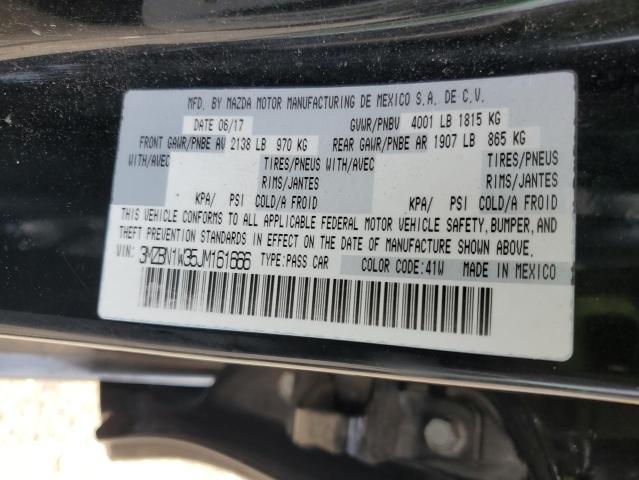 MFD. BY MAZDA MOTOR MANUFACTURING DE MEXICO S.A. DE C.V.
DATE 06/17 GVWR/PNBV 4001 LB 1815 KG
FRONT GAWR/PNBE AV 2138 LB 970 KG REAR GAWR/PNBE AR 1907 LB 865 KG
WITH/AVEC TIRES/PNEUS WITH/AVEC TIRES/PNEUS
RIMS/JANTES RIMS/JANTES
KPA/ PSI COLD/A FROID KPA/ PSI COLD/A FROID
THIS VEHICLE CONFORMS TO ALL APPLICABLE FEDERAL MOTOR VEHICLE SAFETY, BUMPER, AND
THEFT PREVENTION STANDARDS IN EFFECT ON THE DATE OF MANUFACTURE SHOWN ABOVE.
VIN: 3MZBN1W35JM161666 TYPE:PASS CAR COLOR CODE:41W MADE IN MEXICO